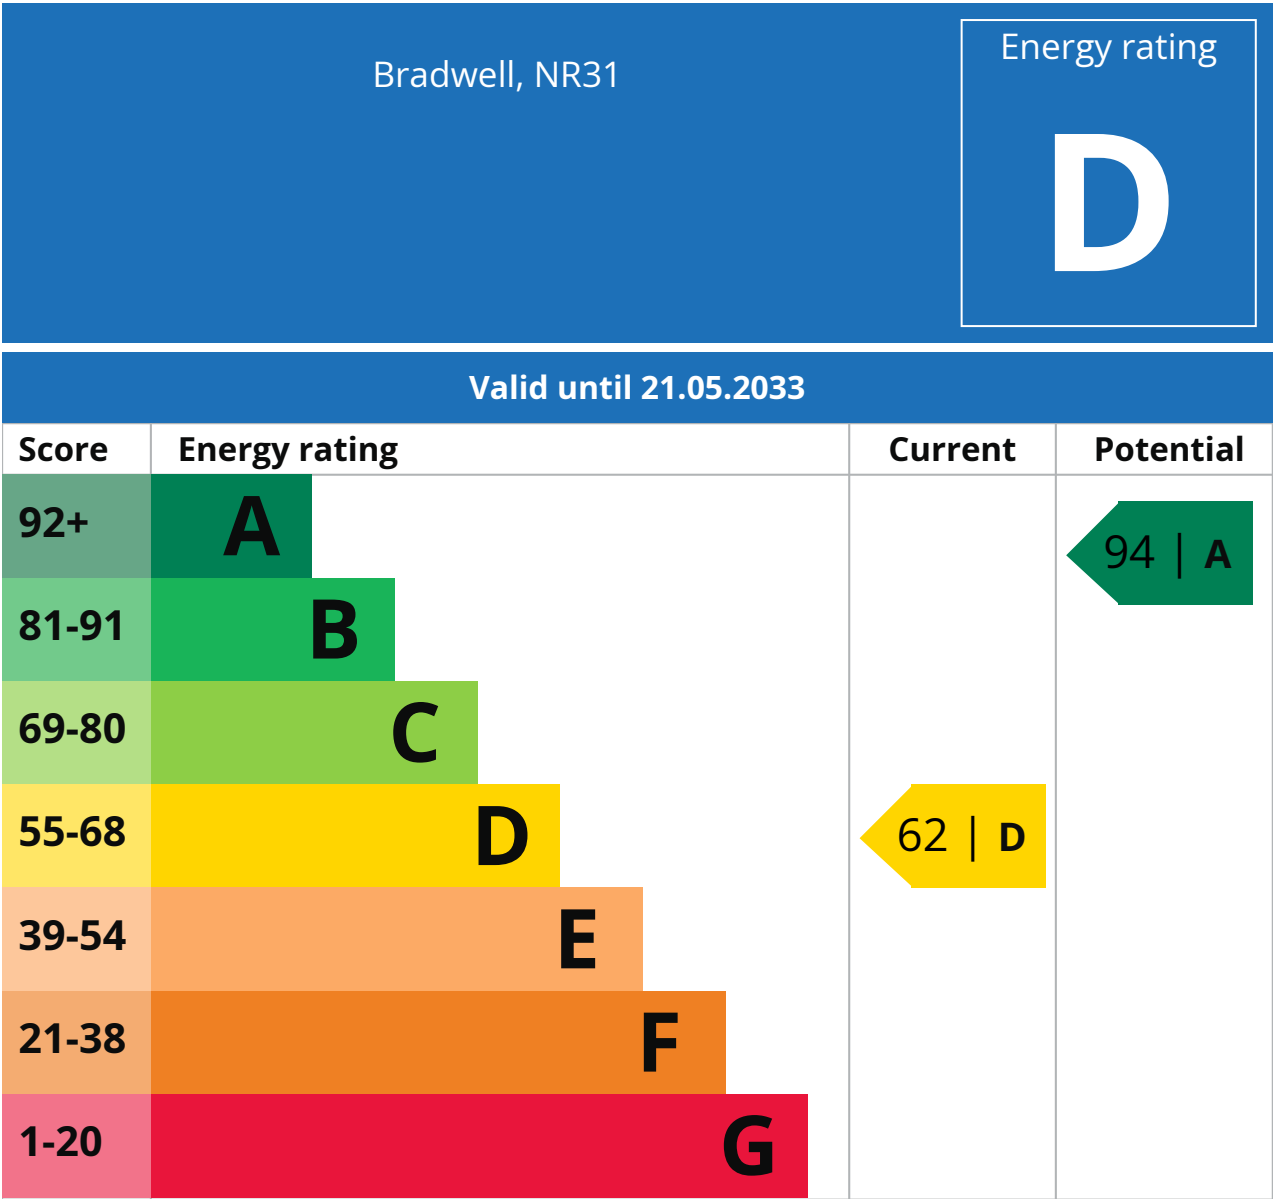 Bradwell, NR31
Energy rating
D
Valid until 21.05.2033
Score Energy rating Current Potential
92+ A 94 | A
81-91 B
69-80 C
55-68 D 62 | D
39-54 E
21-38 F
1-20 G